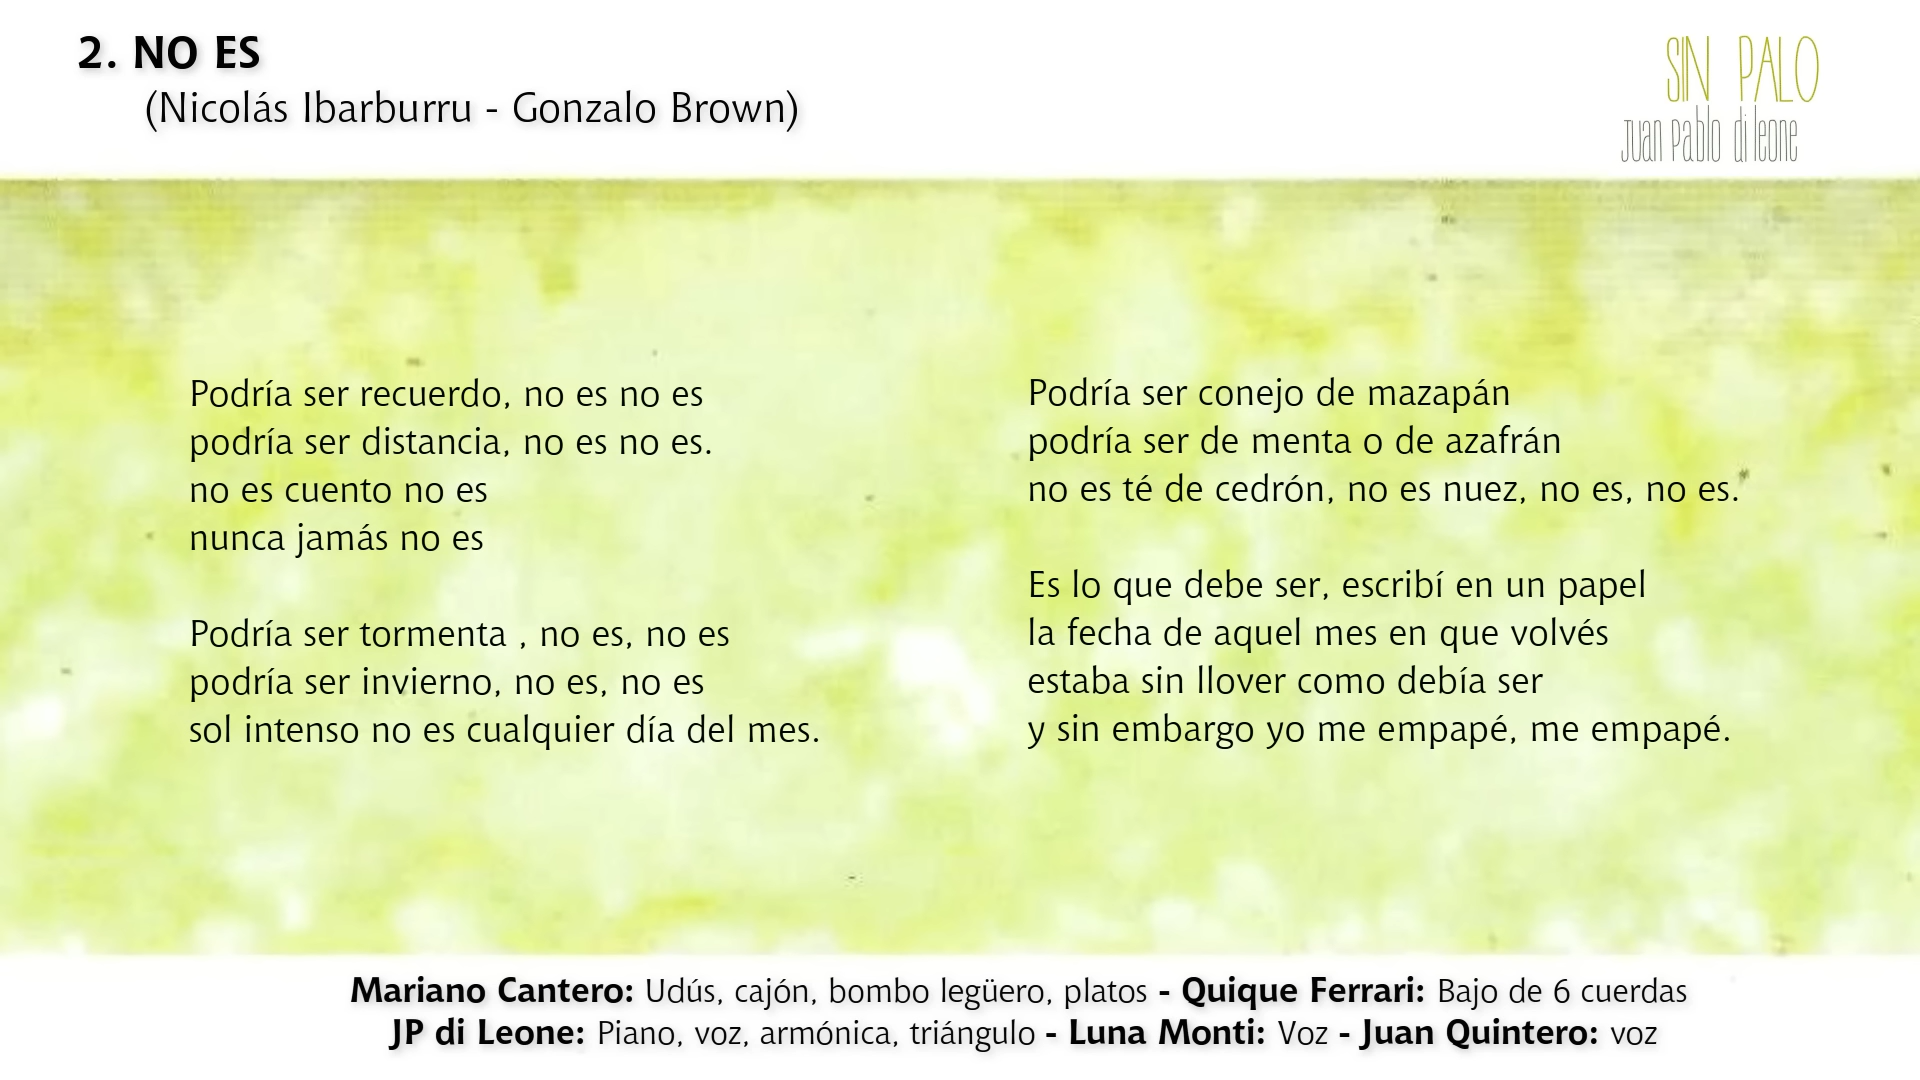 2. NO ES
(Nicolás Ibarburru - Gonzalo Brown)
SIN PALO
Juan pablo di leone
Podría ser recuerdo, no es no es
podría ser distancia, no es no es.
no es cuento no es
nunca jamás no es
Podría ser tormenta , no es, no es
podría ser invierno, no es, no es
sol intenso no es cualquier día del mes.
Podría ser conejo de mazapán
podría ser de menta o de azafrán
no es té de cedrón, no es nuez, no es, no es.
Es lo que debe ser, escribí en un papel
la fecha de aquel mes en que volvés
estaba sin llover como debía ser
y sin embargo yo me empapé, me empapé.
Mariano Cantero: Udús, cajón, bombo legüero, platos - Quique Ferrari: Bajo de 6 cuerdas
JP di Leone: Piano, voz, armónica, triángulo - Luna Monti: Voz - Juan Quintero: voz